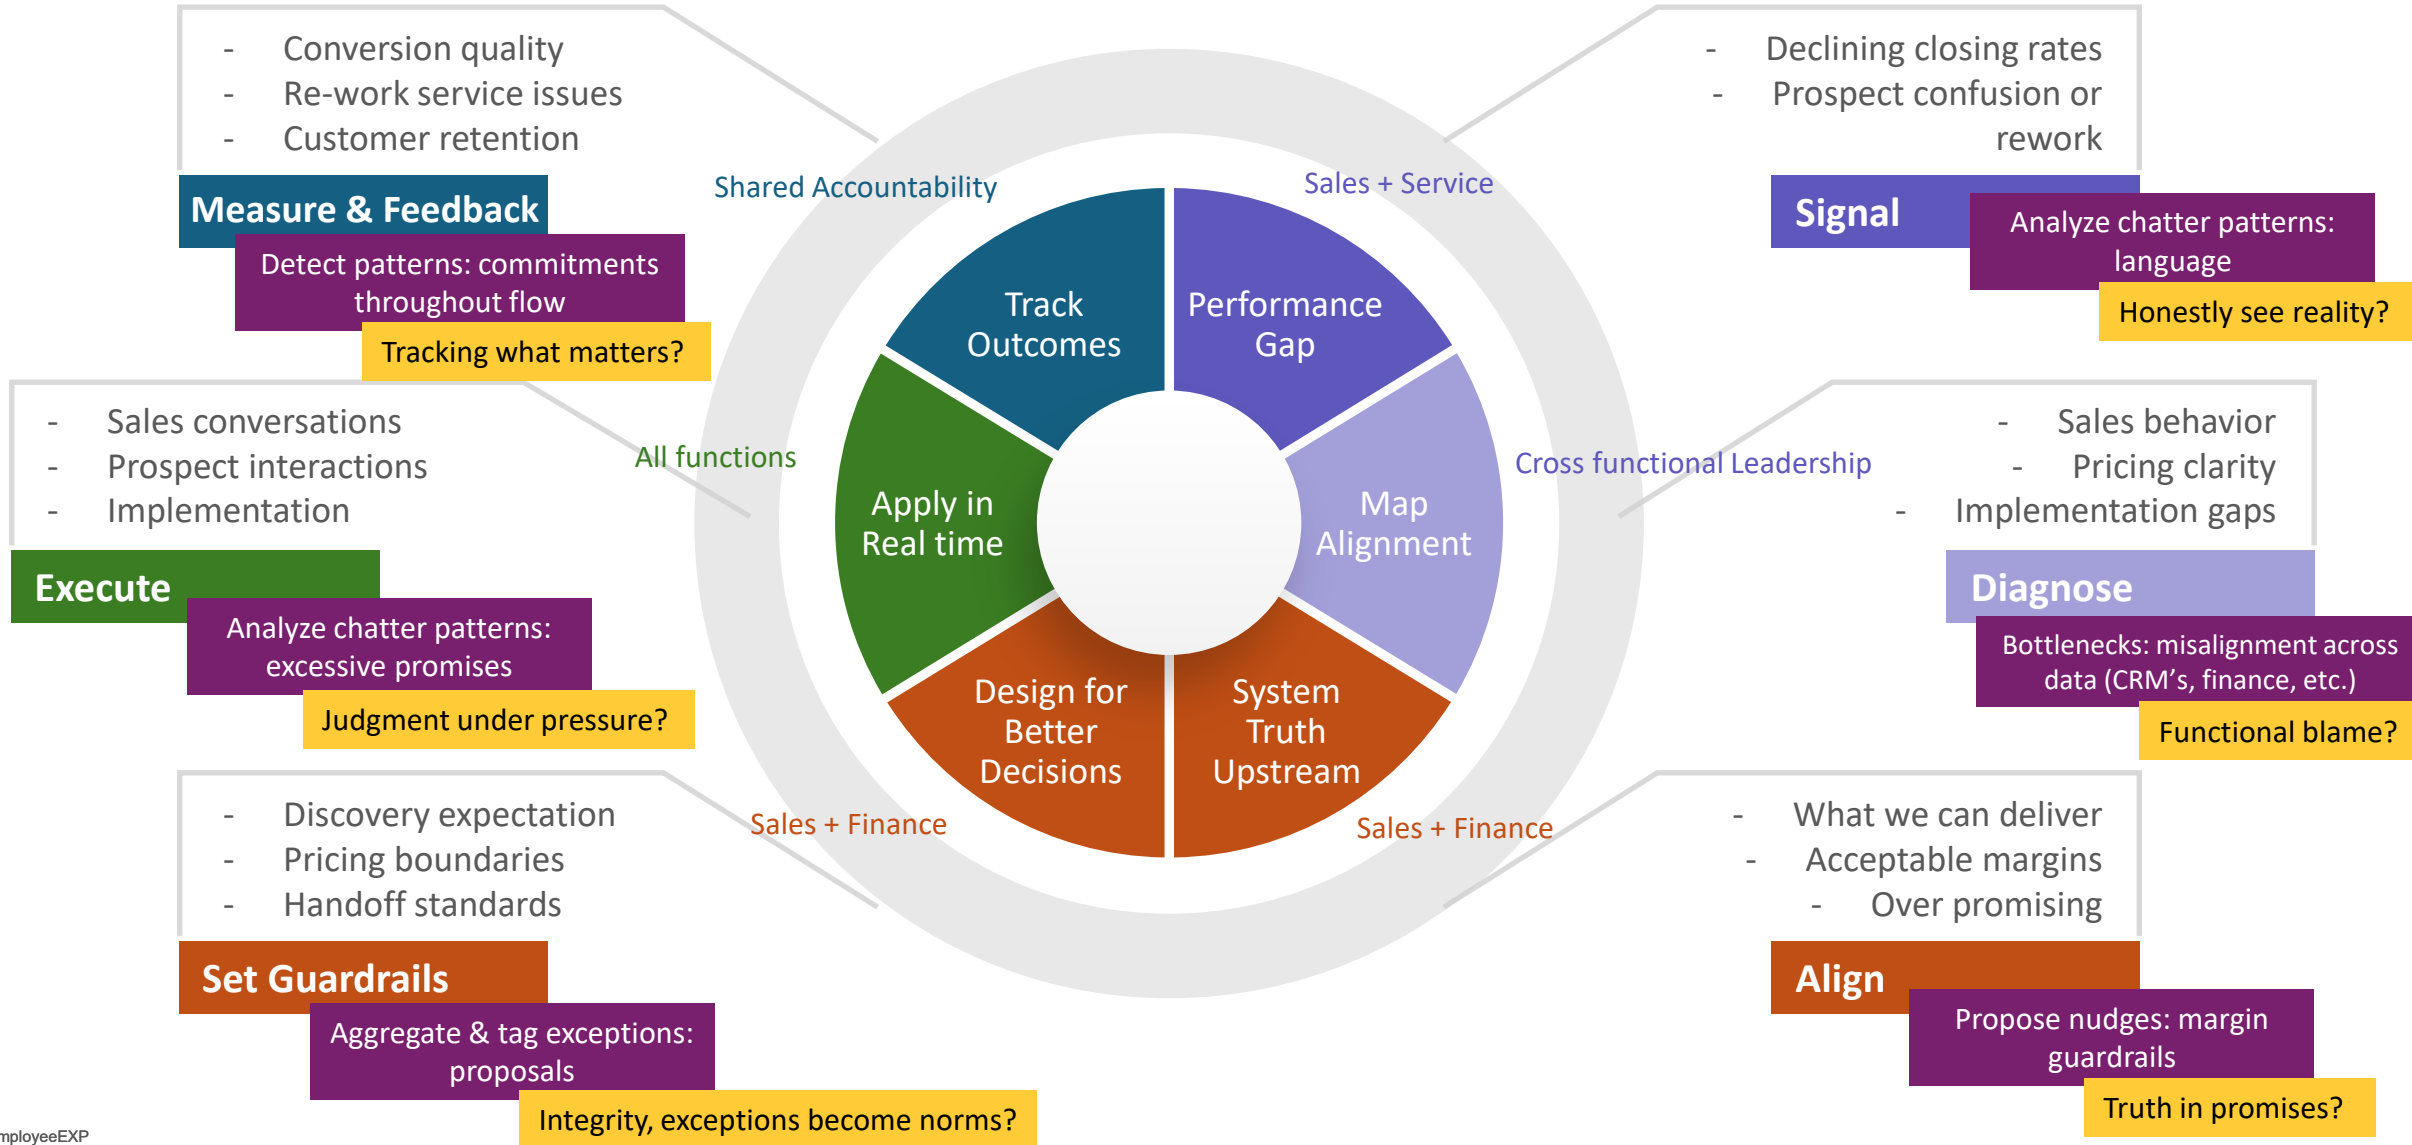 - Conversion quality
- Re-work service issues
- Customer retention
Measure & Feedback
Detect patterns: commitments
throughout flow
Tracking what matters?
Shared Accountability
- Declining closing rates
- Prospect confusion or
rework
Signal
Analyze chatter patterns:
language
Honestly see reality?
Sales + Service
Track
Outcomes
Performance
Gap
- Sales conversations
- Prospect interactions
- Implementation
Execute
Analyze chatter patterns:
excessive promises
Judgment under pressure?
All functions
Apply in
Real time
Map
Alignment
Cross functional Leadership
- Sales behavior
- Pricing clarity
- Implementation gaps
Diagnose
Bottlenecks: misalignment across
data (CRM's, finance, etc.)
Functional blame?
Design for
Better
Decisions
System
Truth
Upstream
- Discovery expectation
- Pricing boundaries
- Handoff standards
Set Guardrails
Aggregate & tag exceptions:
proposals
Integrity, exceptions become norms?
Sales + Finance
Sales + Finance
- What we can deliver
- Acceptable margins
- Over promising
Align
Propose nudges: margin
guardrails
Truth in promises?
mployeeEXP